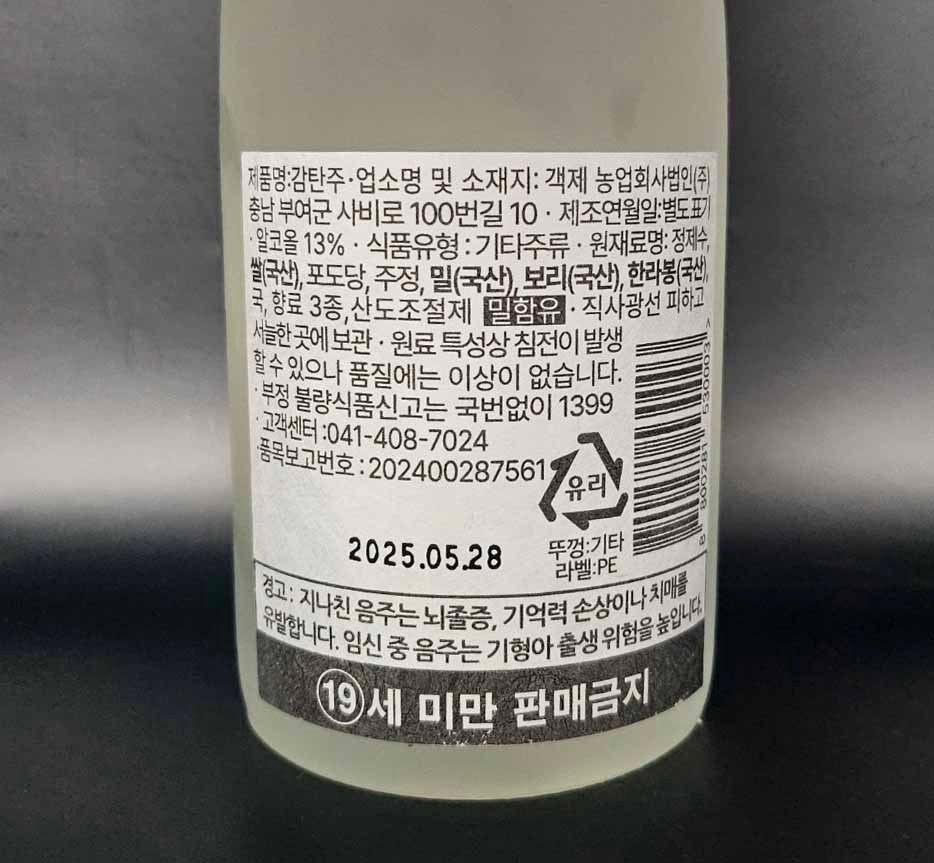 제품명:감탄주·업소명 및 소재지: 객제 농업회사법인(주)
충남 부여군 사비로 100번길 10 · 제조연월일:별도표기
· 알코올 13% · 식품유형 : 기타주류 · 원재료명: 정제수,
쌀(국산), 포도당, 주정, 밀(국산), 보리(국산), 한라봉(국산),
국, 향료 3종, 산도조절제 밀함유 · 직사광선 피하고
서늘한 곳에 보관 · 원료 특성상 침전이 발생
할 수 있으나 품질에는 이상이 없습니다.
· 부정 불량식품신고는 국번없이 1399
· 고객센터 :041-408-7024
·품목보고번호 : 202400287561
유리
뚜껑:기타
라벨:PE
8 800281 530003 >
2025.05.28
경고 : 지나친 음주는 뇌졸증, 기억력 손상이나 치매를
유발합니다. 임신 중 음주는 기형아 출생 위험을 높입니다.
19세 미만 판매금지